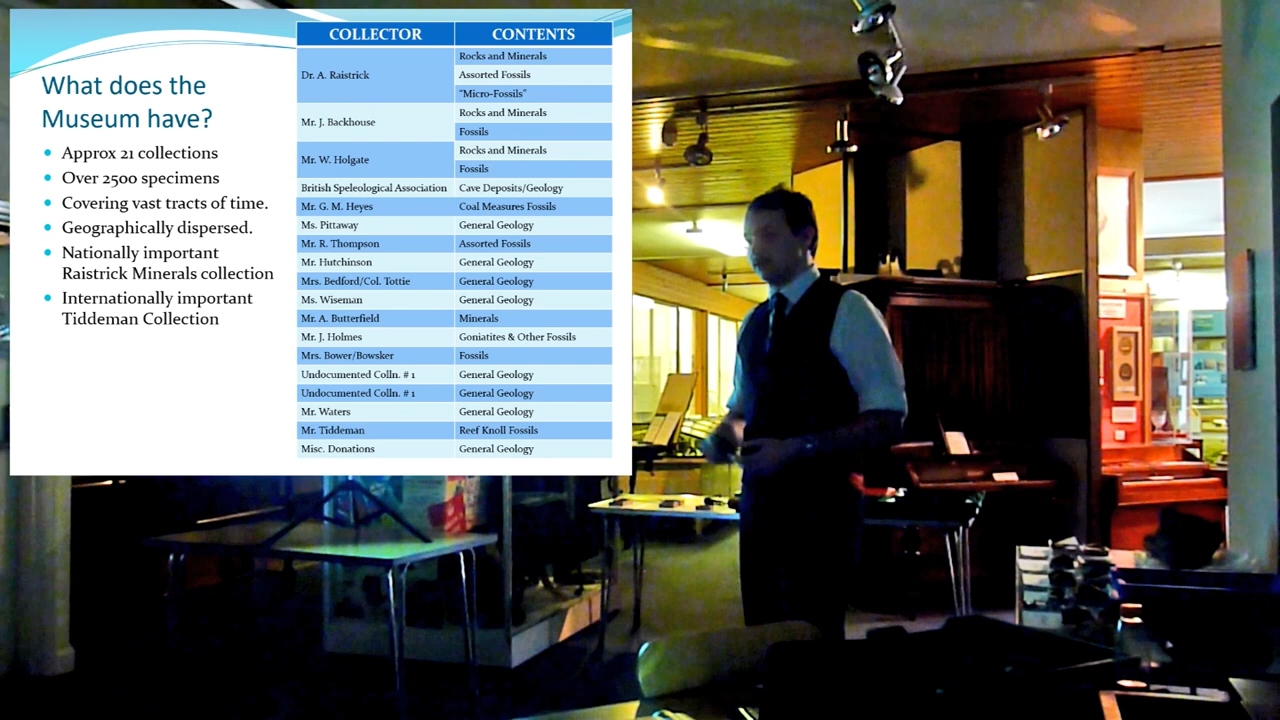 What does the
Museum have?
Approx 21 collections
Over 2500 specimens
Covering vast tracts of time.
Geographically dispersed.
Nationally important
Raistrick Minerals collection
Internationally important
Tiddeman Collection
COLLECTOR CONTENTS
Dr. A. Raistrick
Rocks and Minerals
Assorted Fossils
"Micro-Fossils"
Mr. J. Backhouse
Rocks and Minerals
Fossils
Mr. W. Holgate
Rocks and Minerals
Fossils
British Speleological Association Cave Deposits/Geology
Mr. G. M. Heyes Coal Measures Fossils
Ms. Pittaway General Geology
Mr. R. Thompson Assorted Fossils
Mr. Hutchinson General Geology
Mrs. Bedford/Col. Tottie General Geology
Ms. Wiseman General Geology
Mr. A. Butterfield Minerals
Mr. J. Holmes Goniatites & Other Fossils
Mrs. Bower/Bowsker Fossils
Undocumented Colln. # 1 General Geology
Undocumented Colln. # 1 General Geology
Mr. Waters General Geology
Mr. Tiddeman Reef Knoll Fossils
Misc. Donations General Geology